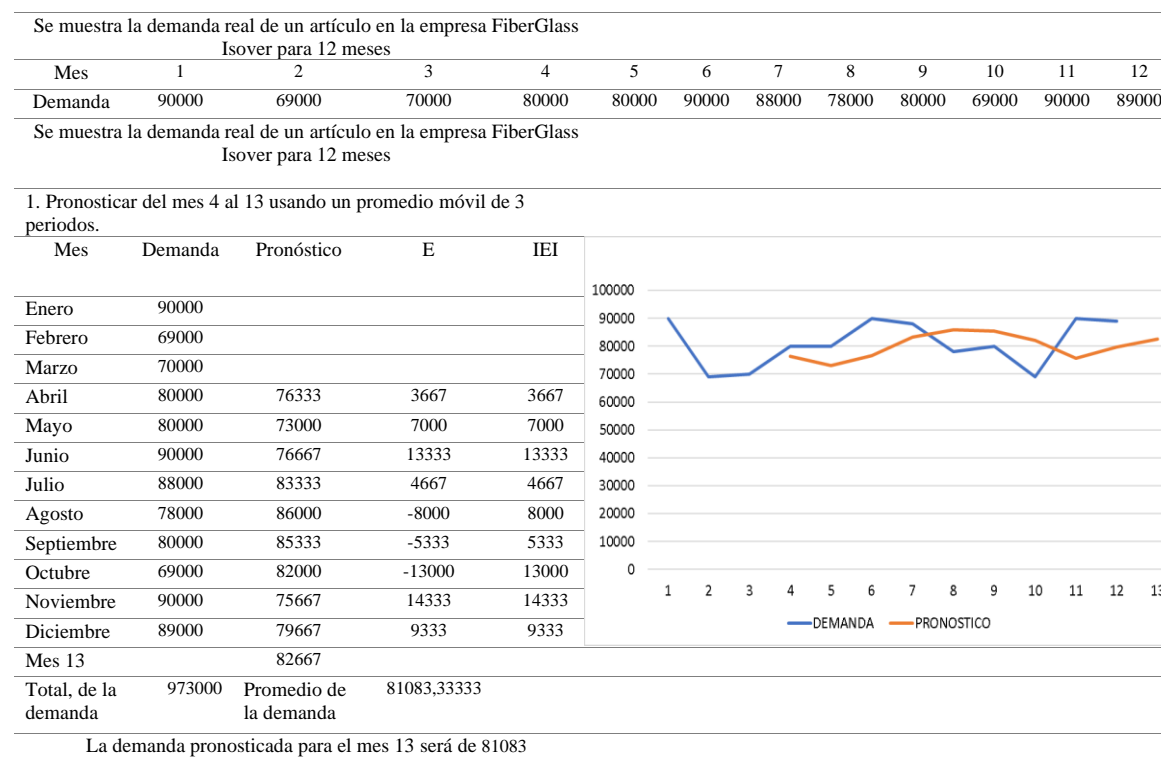 Se muestra la demanda real de un artículo en la empresa FiberGlass
Isover para 12 meses
Mes 1 2 3 4 5 6 7 8 9 10 11 12
Demanda 90000 69000 70000 80000 80000 90000 88000 78000 80000 69000 90000 89000
Se muestra la demanda real de un artículo en la empresa FiberGlass
Isover para 12 meses
1. Pronosticar del mes 4 al 13 usando un promedio móvil de 3
periodos.
Mes Demanda Pronóstico E IEI
Enero 90000
Febrero 69000
Marzo 70000
Abril 80000 76333 3667 3667
Mayo 80000 73000 7000 7000
Junio 90000 76667 13333 13333
Julio 88000 83333 4667 4667
Agosto 78000 86000 -8000 8000
Septiembre 80000 85333 -5333 5333
Octubre 69000 82000 -13000 13000
Noviembre 90000 75667 14333 14333
Diciembre 89000 79667 9333 9333
Mes 13 82667
Total, de la 973000 Promedio de 81083,33333
demanda la demanda
100000
90000
80000
70000
60000
50000
40000
30000
20000
10000
0
1 2 3 4 5 6 7 8 9 10 11 12 13
DEMANDA PRONOSTICO
La demanda pronosticada para el mes 13 será de 81083